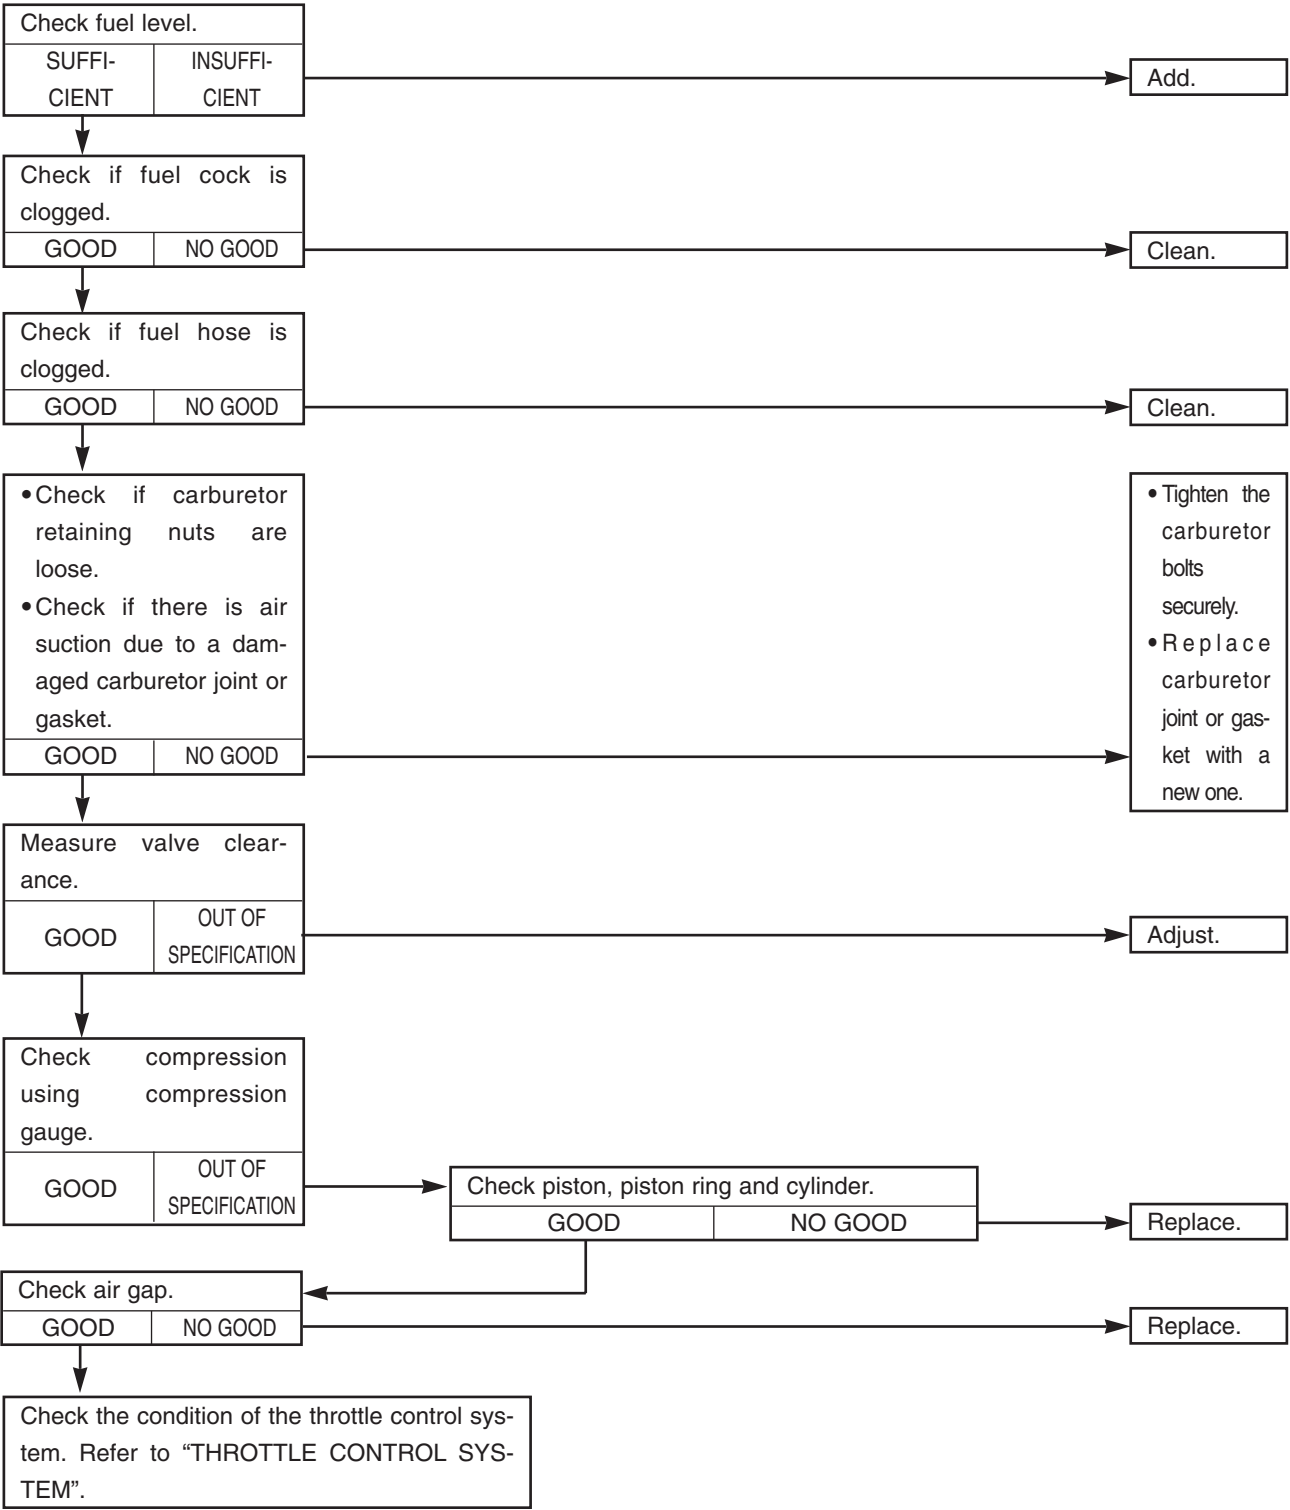 Check fuel level.
SUFFI-
CIENT
INSUFFI-
CIENT
Add.
Check if fuel cock is
clogged.
GOOD
NO GOOD
Clean.
Check if fuel hose is
clogged.
GOOD
NO GOOD
Clean.
•Check if carburetor
retaining nuts are
loose.
•Check if there is air
suction due to a dam-
aged carburetor joint or
gasket.
GOOD
NO GOOD
•Tighten the
carburetor
bolts
securely.
•Replace
carburetor
joint or gas-
ket with a
new one.
Measure valve clear-
ance.
GOOD
OUT OF
SPECIFICATION
Adjust.
Check compression
using compression
gauge.
GOOD
OUT OF
SPECIFICATION
Check piston, piston ring and cylinder.
GOOD
NO GOOD
Replace.
Check air gap.
GOOD
NO GOOD
Replace.
Check the condition of the throttle control sys-
tem. Refer to “THROTTLE CONTROL SYS-
TEM”.